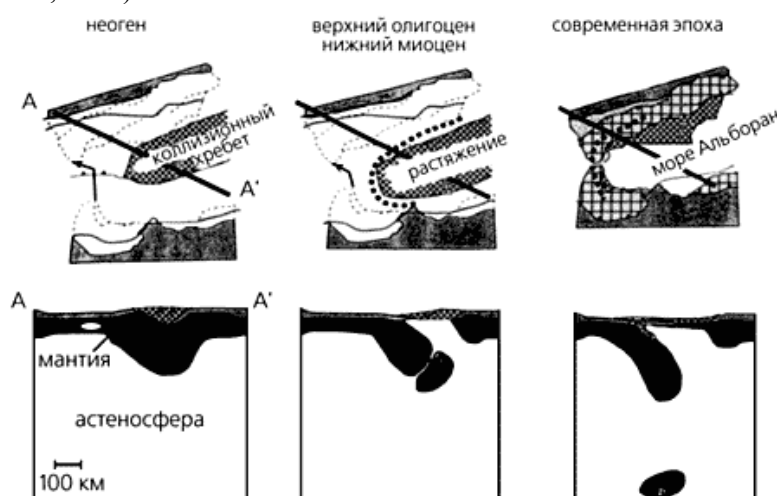 неоген
верхний олигоцен
нижний миоцен
современная эпоха
А
коллизионный
хребет
А'
растяжение
море Альборан
А
А'
мантия
астеносфера
100 км